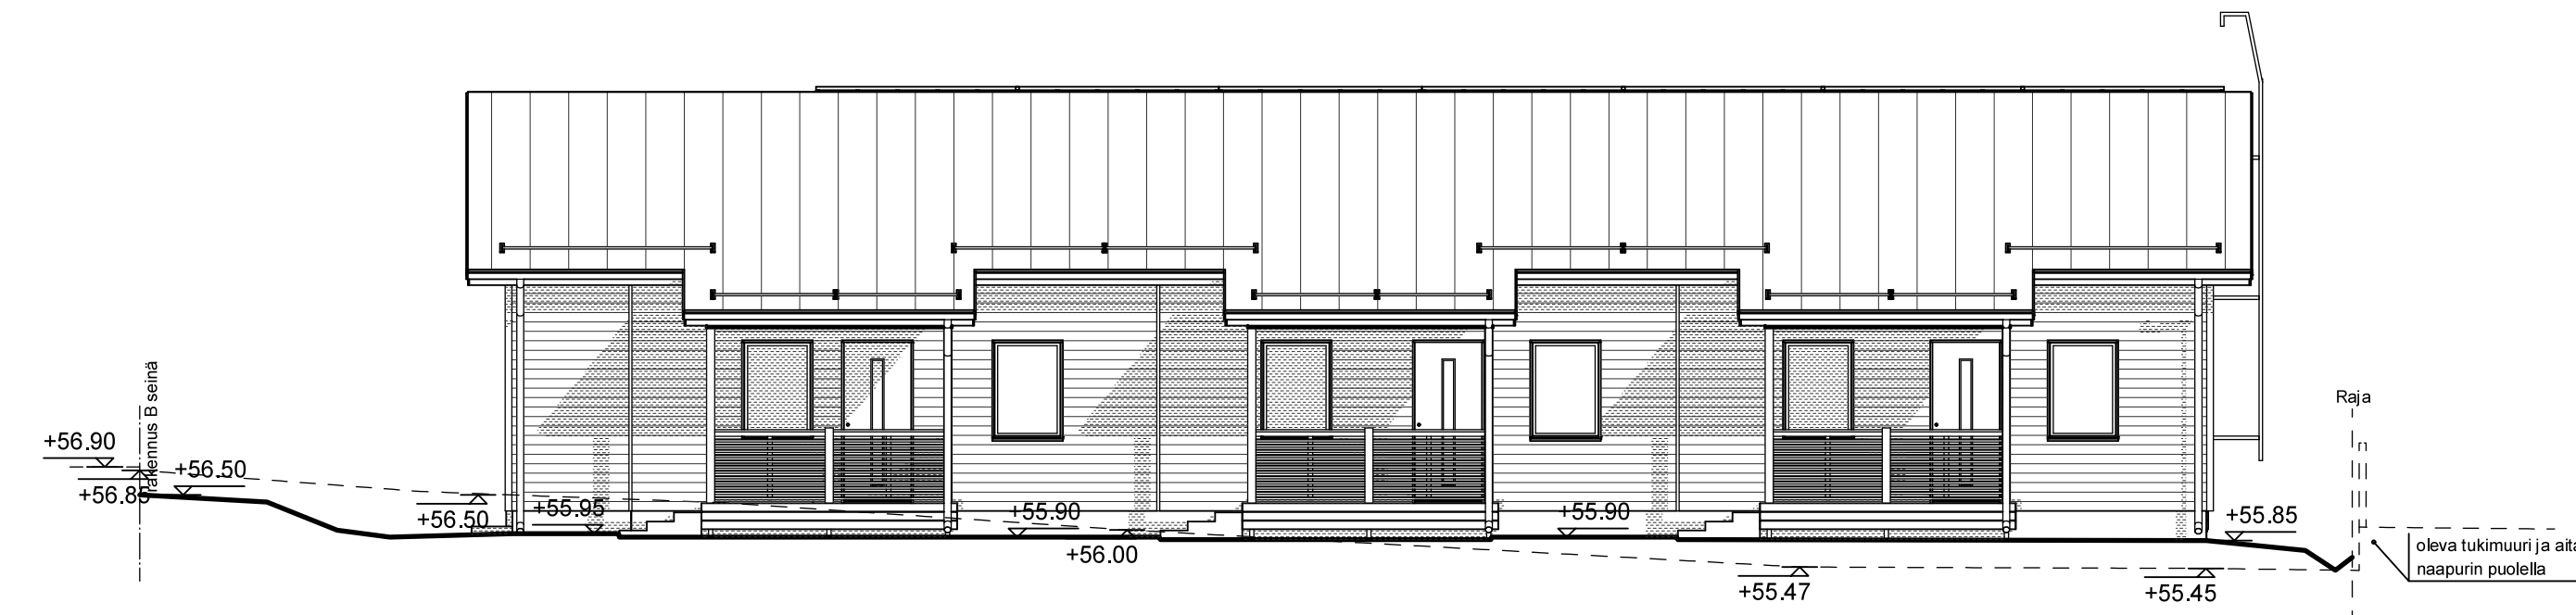 rakennus B seinä
+56.90
+56.85
+56.50
+56.50
+55.95
+55.90
+56.00
+55.90
+55.47
+55.45
+55.85
Raja
oleva tukimuuri ja aita
naapurin puolella